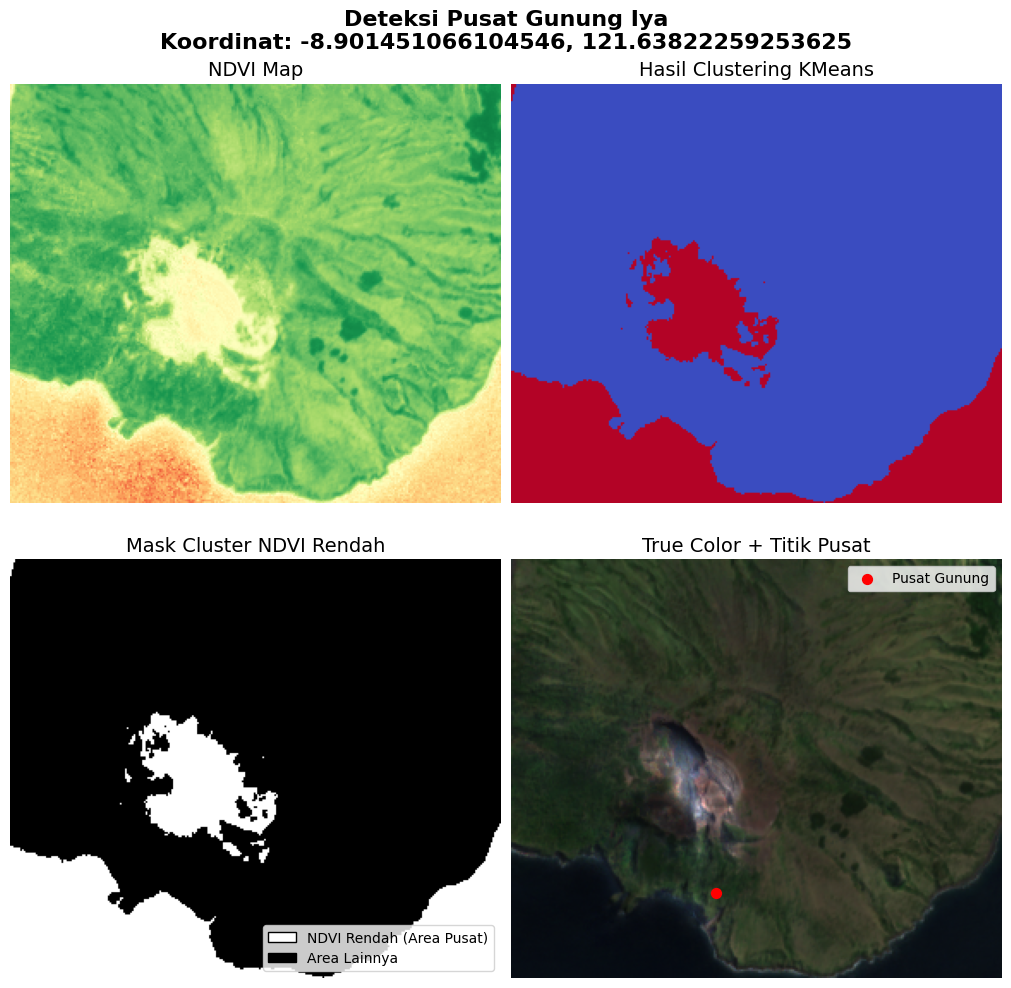 Deteksi Pusat Gunung Iya
Koordinat: -8.901451066104546, 121.63822259253625
NDVI Map
Hasil Clustering KMeans
Mask Cluster NDVI Rendah
True Color + Titik Pusat
NDVI Rendah (Area Pusat)
Area Lainnya
Pusat Gunung